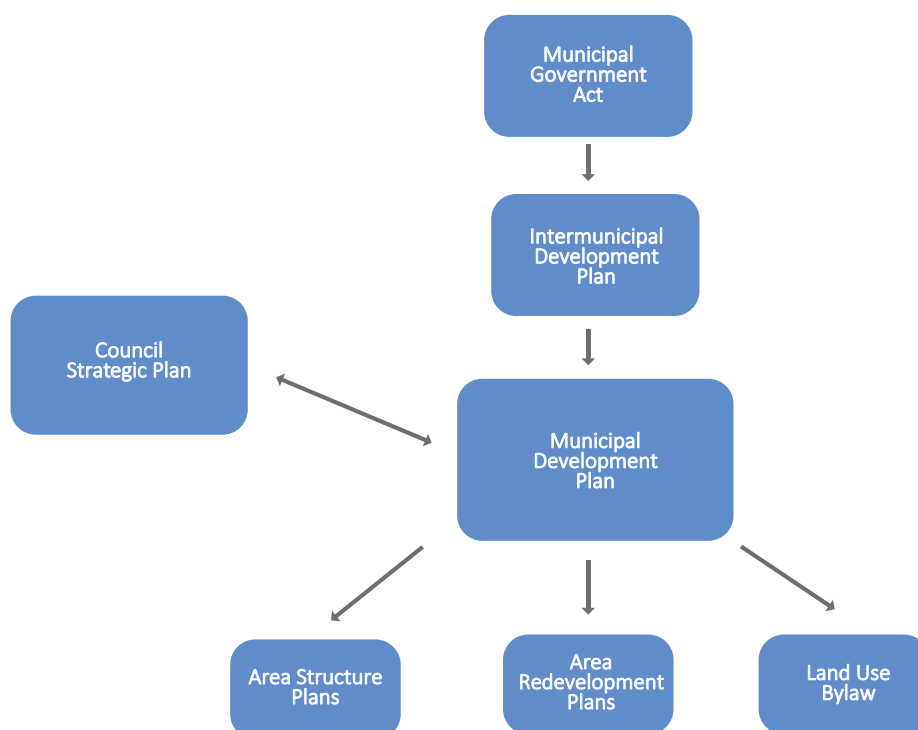 Municipal
Government
Act
Intermunicipal
Development
Plan
Council
Strategic Plan
Municipal
Development
Plan
Area Structure
Plans
Area
Redevelopment
Plans
Land Use
Bylaw